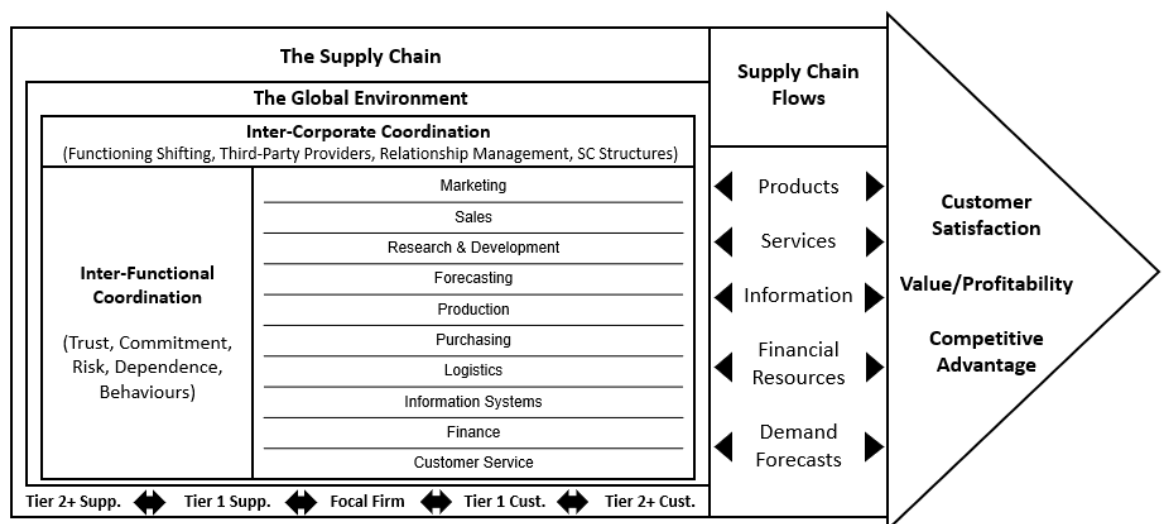 The Supply Chain
The Global Environment
Inter-Corporate Coordination
(Functioning Shifting, Third-Party Providers, Relationship Management, SC Structures)
Inter-Functional
Coordination
(Trust, Commitment,
Risk, Dependence,
Behaviours)
Marketing
Sales
Research & Development
Forecasting
Production
Purchasing
Logistics
Information Systems
Finance
Customer Service
Tier 2+ Supp. Tier 1 Supp. Focal Firm Tier 1 Cust. Tier 2+ Cust.
Supply Chain
Flows
Products
Services
Information
Financial
Resources
Demand
Forecasts
Customer
Satisfaction
Value/Profitability
Competitive
Advantage